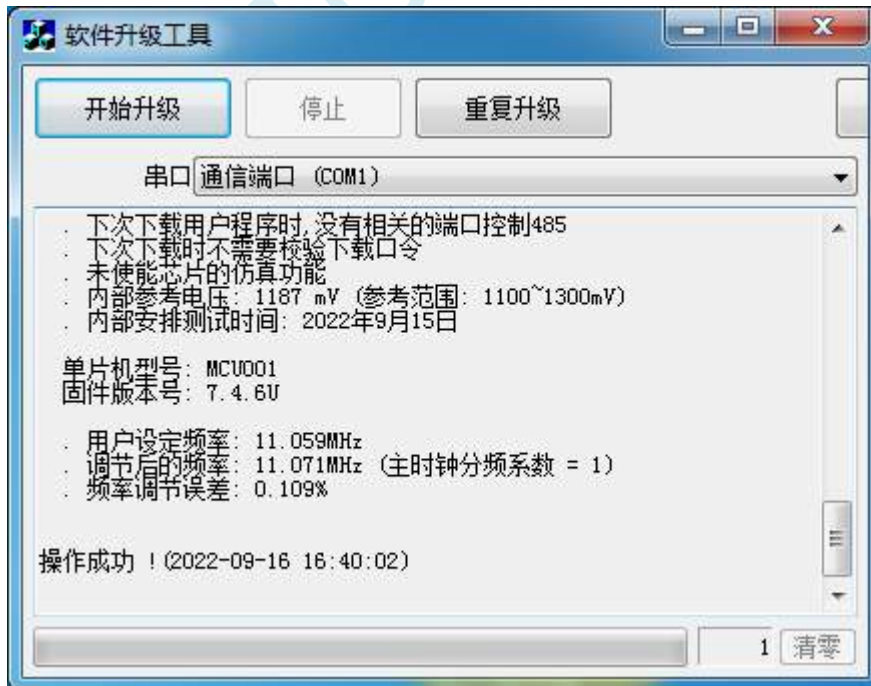 软件升级工具
开始升级 停止 重复升级
串口 通信端口 (COM1)
. 下次下载用户程序时,没有相关的端口控制485
. 下次下载时不需要校验下载口令
. 未使能芯片的仿真功能
. 内部参考电压: 1187 mV (参考范围: 1100~1300mV)
. 内部安排测试时间: 2022年9月15日
单片机型号: MCU001
固件版本号: 7.4.6U
. 用户设定频率: 11.059MHz
. 调节后的频率: 11.071MHz (主时钟分频系数 = 1)
. 频率调节误差: 0.109%
操作成功 !(2022-09-16 16:40:02)
1 清零